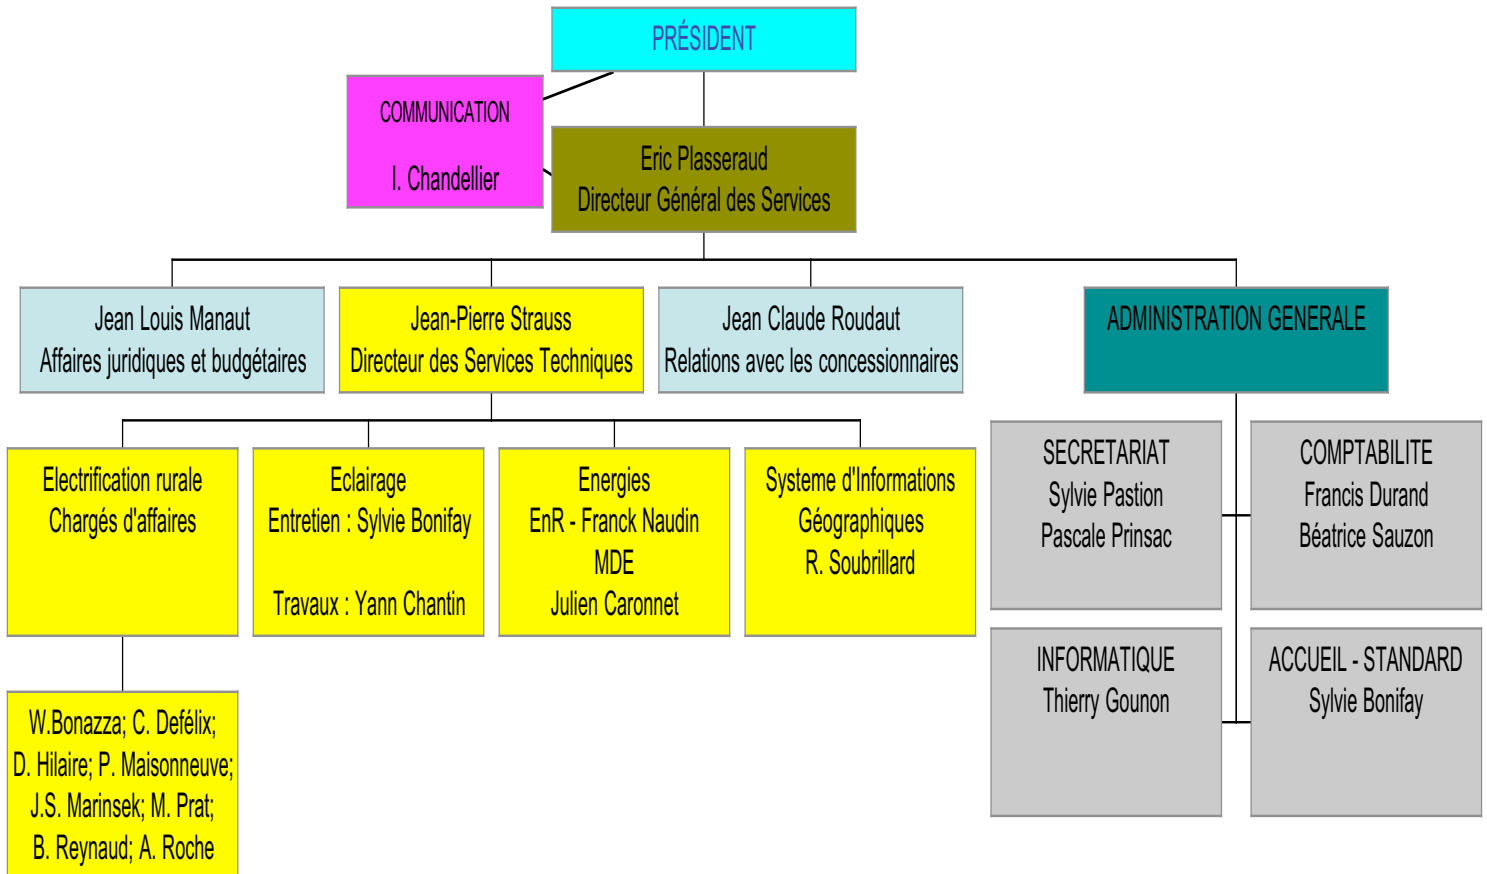 PRÉSIDENT
COMMUNICATION
I. Chandellier
Eric Plasseraud
Directeur Général des Services
Jean Louis Manaut
Affaires juridiques et budgétaires
Jean-Pierre Strauss
Directeur des Services Techniques
Jean Claude Roudaut
Relations avec les concessionnaires
ADMINISTRATION GENERALE
Electrification rurale
Chargés d'affaires
Eclairage
Entretien : Sylvie Bonifay
Travaux : Yann Chantin
Energies
EnR - Franck Naudin
MDE
Julien Caronnet
Systeme d'Informations
Géographiques
R. Soubrillard
SECRETARIAT
Sylvie Pastion
Pascale Prinsac
COMPTABILITE
Francis Durand
Béatrice Sauzon
INFORMATIQUE
Thierry Gounon
ACCUEIL - STANDARD
Sylvie Bonifay
W.Bonazza; C. Defélix;
D. Hilaire; P. Maisonneuve;
J.S. Marinsek; M. Prat;
B. Reynaud; A. Roche